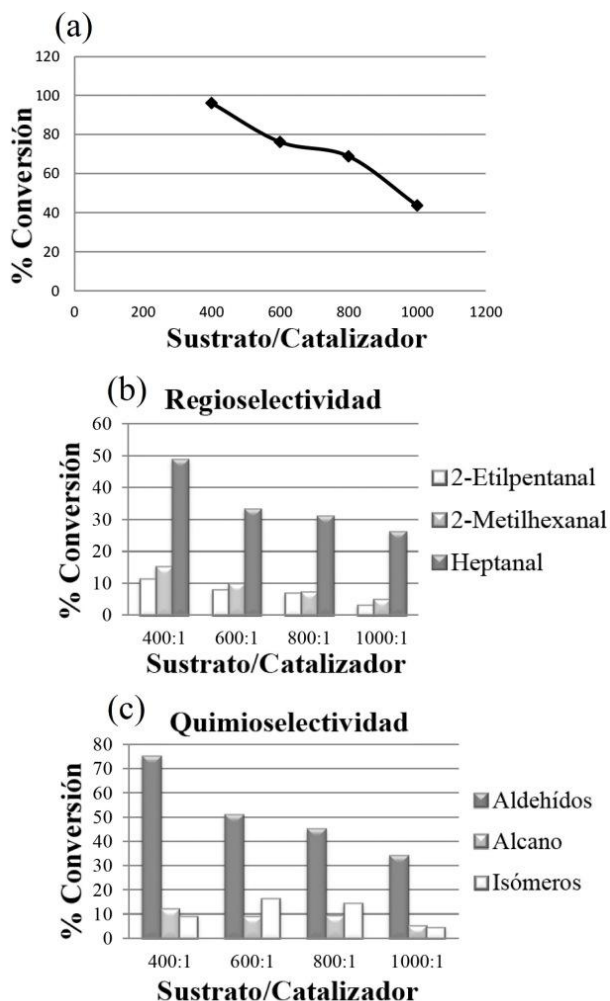 (a)
120
100
80
60
40
20
0
0 200 400 600 800 1000 1200
% Conversión
Sustrato/Catalizador
(b) Regioselectividad
60
50
40
30
20
10
0
% Conversión
400:1 600:1 800:1 1000:1
Sustrato/Catalizador
2-Etilpentanal
2-Metilhexanal
Heptanal
(c) Quimioselectividad
80
70
60
50
40
30
20
10
0
% Conversión
400:1 600:1 800:1 1000:1
Sustrato/Catalizador
Aldehídos
Alcano
Isómeros